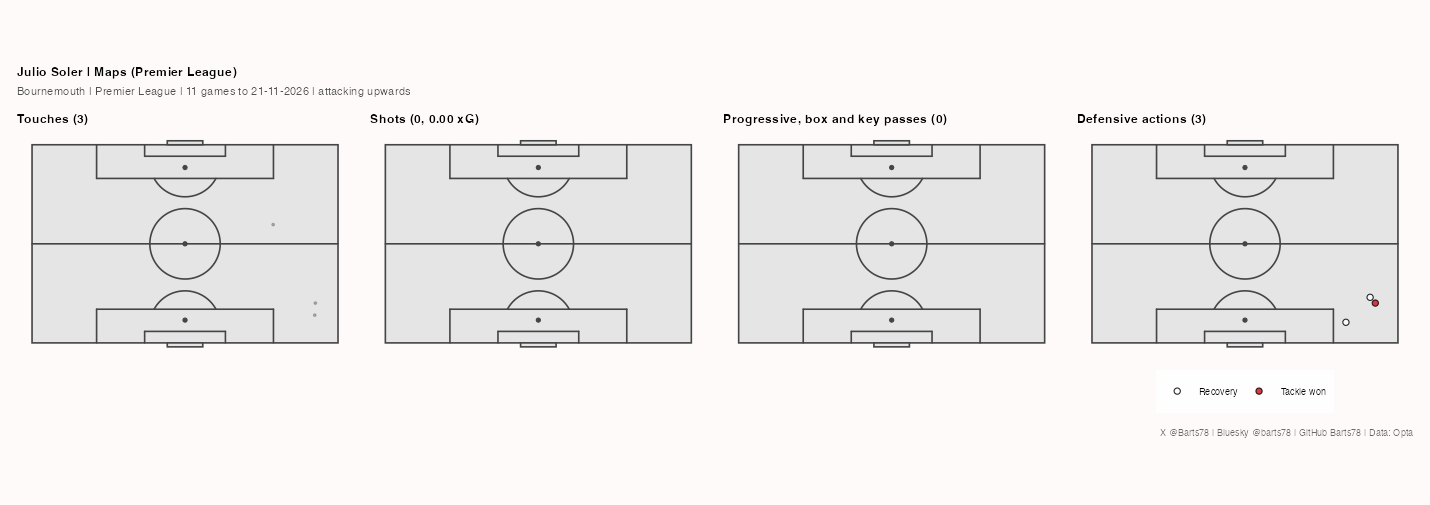 Julio Soler | Maps (Premier League)
Bournemouth | Premier League | 11 games to 21-11-2026 | attacking upwards
Touches (3)
Shots (0, 0.00 xG)
Progressive, box and key passes (0)
Defensive actions (3)
Recovery
Tackle won
X @Barts78 | Bluesky @barts78 | GitHub Barts78 | Data: Opta